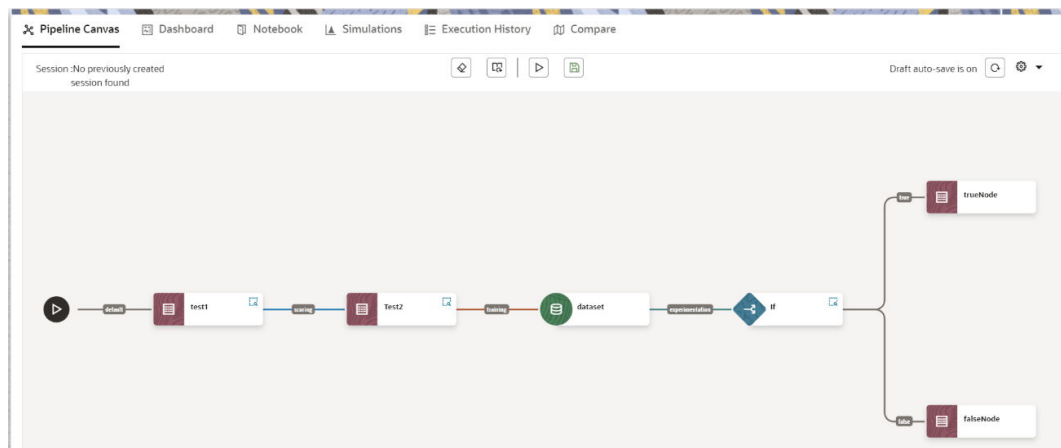 Pipeline Canvas
Dashboard
Notebook
Simulations
Execution History
Compare
Session :No previously created
session found
Draft auto-save is on
true
trueNode
default
test1
scoring
Test2
training
dataset
experimentation
If
false
falseNode